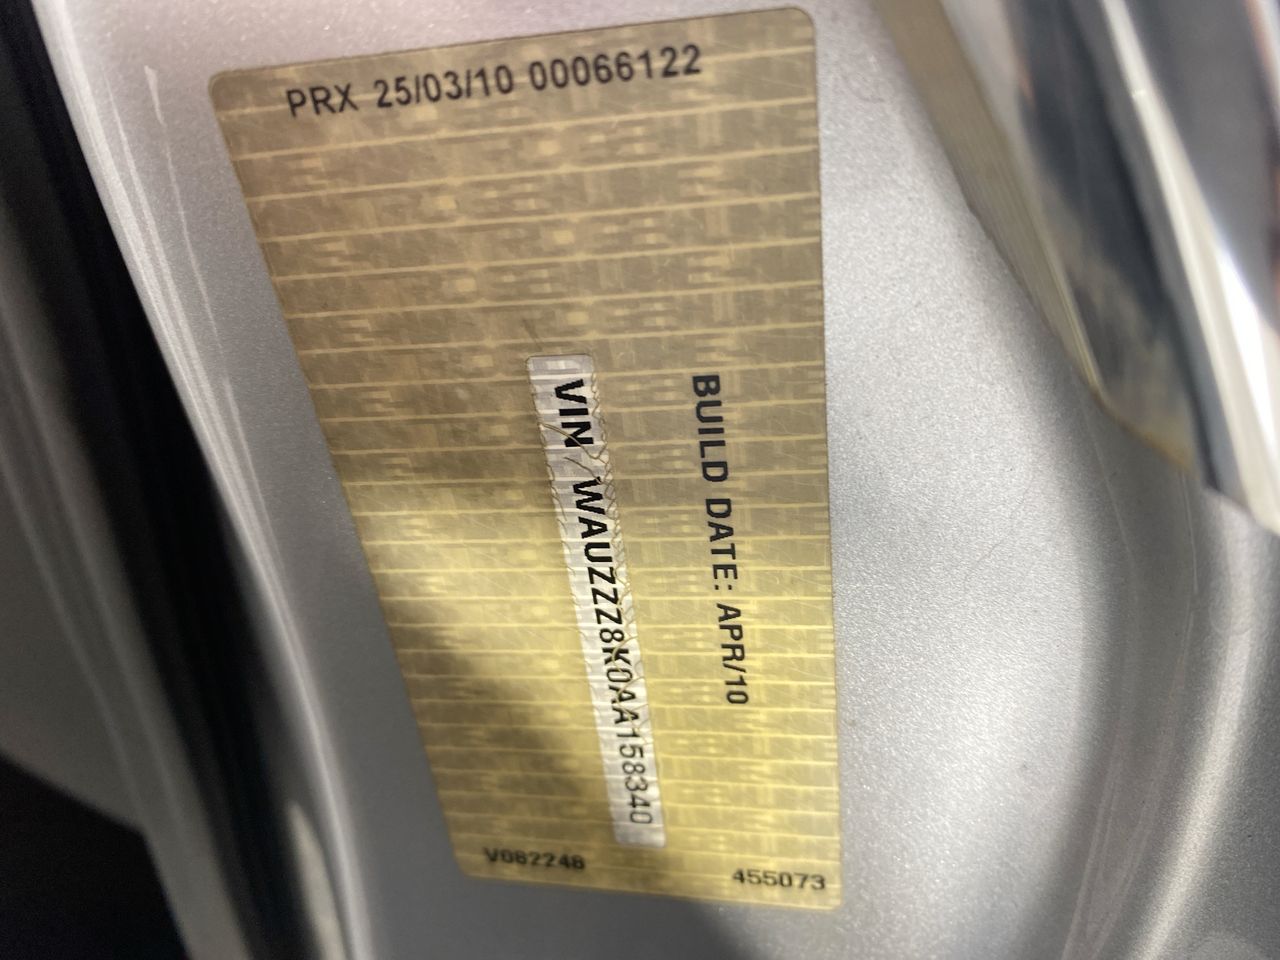 PRX 25/03/10 00066122
BUILD DATE: APR/10
VIN WAUZZZ8K0AA158340
V082248
455073